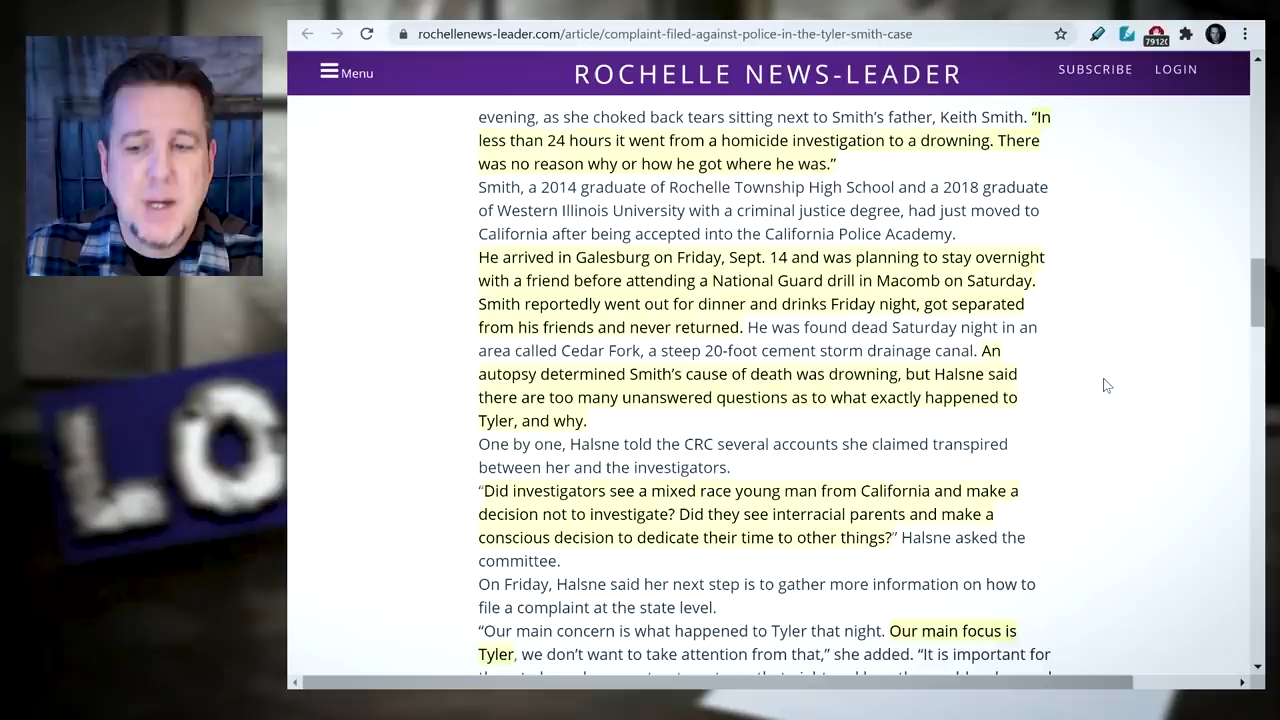 rochellenews-leader.com/article/complaint-filed-against-police-in-the-tyler-smith-case
7912
Menu
ROCHELLE NEWS-LEADER
SUBSCRIBE
LOGIN
evening, as she choked back tears sitting next to Smith’s father, Keith Smith. “In
less than 24 hours it went from a homicide investigation to a drowning. There
was no reason why or how he got where he was.”
Smith, a 2014 graduate of Rochelle Township High School and a 2018 graduate
of Western Illinois University with a criminal justice degree, had just moved to
California after being accepted into the California Police Academy.
He arrived in Galesburg on Friday, Sept. 14 and was planning to stay overnight
with a friend before attending a National Guard drill in Macomb on Saturday.
Smith reportedly went out for dinner and drinks Friday night, got separated
from his friends and never returned. He was found dead Saturday night in an
area called Cedar Fork, a steep 20-foot cement storm drainage canal. An
autopsy determined Smith’s cause of death was drowning, but Halsne said
there are too many unanswered questions as to what exactly happened to
Tyler, and why.
One by one, Halsne told the CRC several accounts she claimed transpired
between her and the investigators.
“Did investigators see a mixed race young man from California and make a
decision not to investigate? Did they see interracial parents and make a
conscious decision to dedicate their time to other things?” Halsne asked the
committee.
On Friday, Halsne said her next step is to gather more information on how to
file a complaint at the state level.
“Our main concern is what happened to Tyler that night. Our main focus is
Tyler, we don’t want to take attention from that,” she added. “It is important for
LO